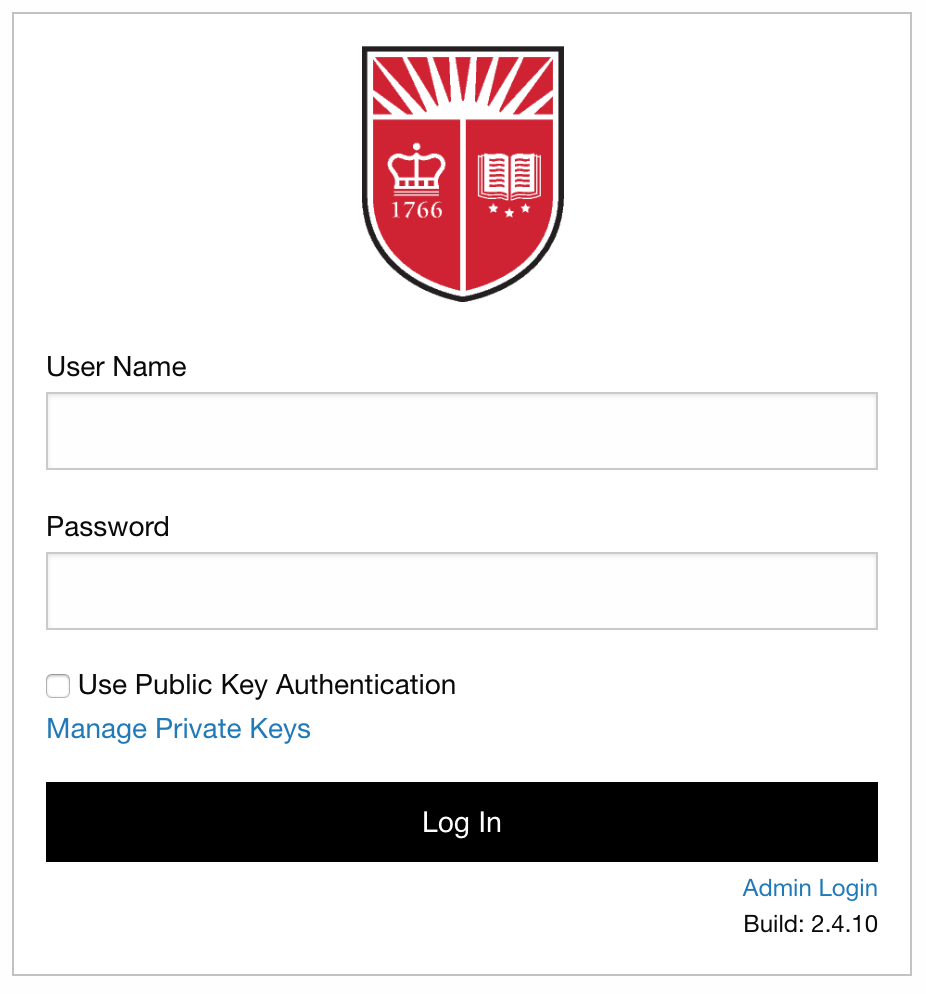 1766
User Name
Password
Use Public Key Authentication
Manage Private Keys
Log In
Admin Login
Build: 2.4.10